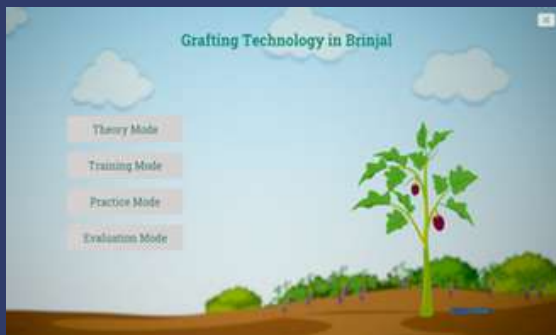 Grafting Technology in Brinjal
Theory Mode
Training Mode
Practice Mode
Evaluation Mode